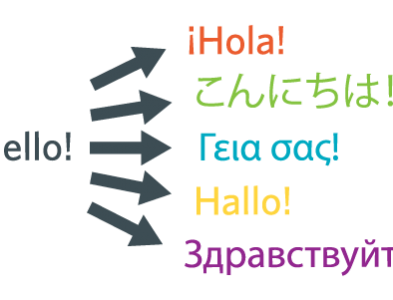 ¡Hola!
こんにちは!
ello!
Γεια σας!
Hallo!
Здравствуйт